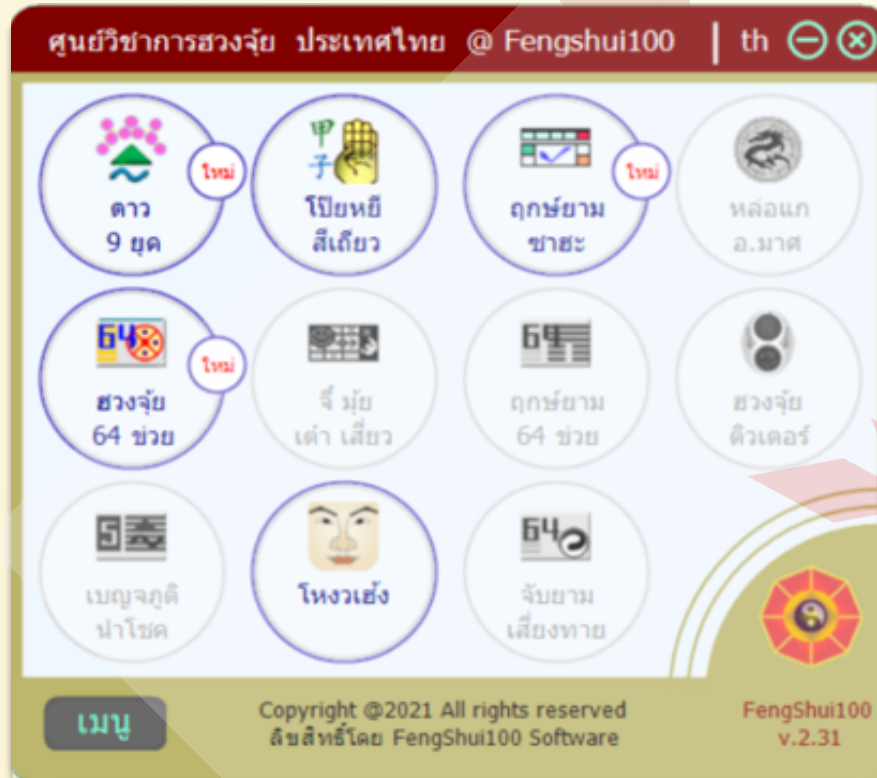 ศูนย์วิชาการฮวงจุ้ย ประเทศไทย @ Fengshui100 | th
ใหม่
ดาว
9 ยุค
甲子
โป๊ยหยี
สี่เถียว
ใหม่
ฤกษ์ยาม
ซาฮะ
หล่อแก
อ.มาศ
64
ใหม่
ฮวงจุ้ย
64 ข่วย
จี๋ มุ้ย
เต๋า เสี่ยว
64
ฤกษ์ยาม
64 ข่วย
ฮวงจุ้ย
คิวเตอร์
5
เบญจภูติ
นำโชค
โหงวเฮ้ง
64
จับยาม
เสี่ยงทาย
เมนู
Copyright @2021 All rights reserved
ลิขสิทธิ์โดย FengShui100 Software
FengShui100
v.2.31